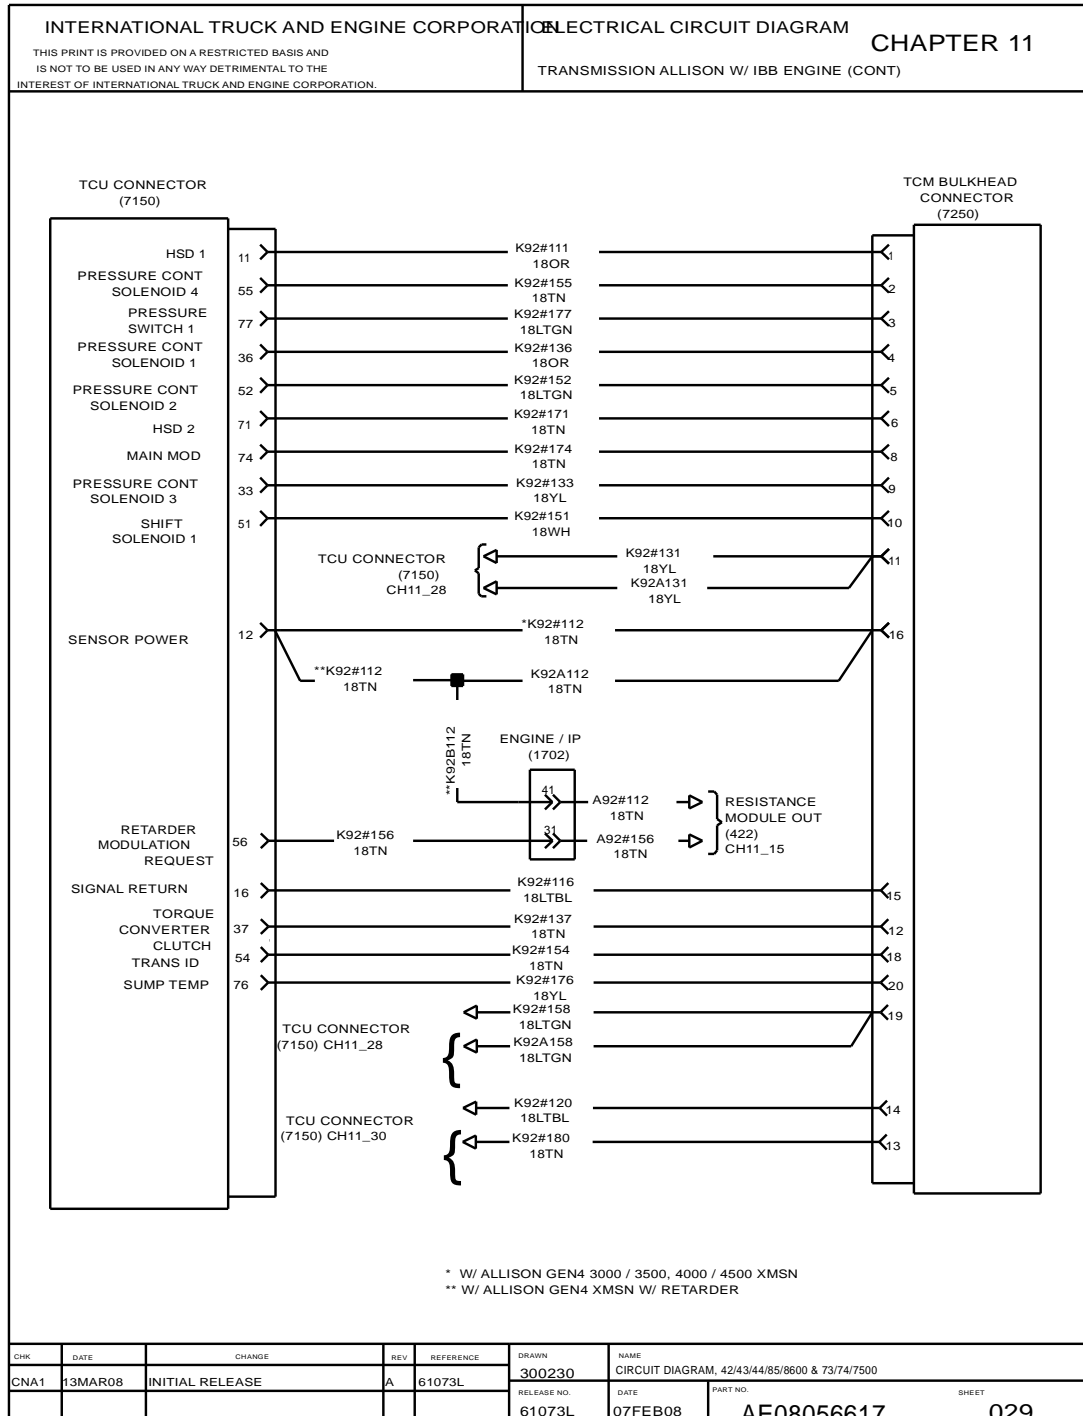 INTERNATIONAL TRUCK AND ENGINE CORPORATION
THIS PRINT IS PROVIDED ON A RESTRICTED BASIS AND
IS NOT TO BE USED IN ANY WAY DETRIMENTAL TO THE
INTEREST OF INTERNATIONAL TRUCK AND ENGINE CORPORATION.
ELECTRICAL CIRCUIT DIAGRAM
CHAPTER 11
TRANSMISSION ALLISON W/ IBB ENGINE (CONT)
TCU CONNECTOR
(7150)
TCM BULKHEAD
CONNECTOR
(7250)
HSD 1
11
K92#111
18OR
1
PRESSURE CONT
SOLENOID 4
55
K92#155
18TN
2
PRESSURE
SWITCH 1
77
K92#177
18LTGN
3
PRESSURE CONT
SOLENOID 1
36
K92#136
18OR
4
PRESSURE CONT
SOLENOID 2
52
K92#152
18LTGN
5
HSD 2
71
K92#171
18TN
6
MAIN MOD
74
K92#174
18TN
8
PRESSURE CONT
SOLENOID 3
33
K92#133
18YL
9
SHIFT
SOLENOID 1
51
K92#151
18WH
10
TCU CONNECTOR
(7150)
CH11_28
K92#131
18YL
K92A131
18YL
11
SENSOR POWER
12
*K92#112
18TN
16
**K92#112
18TN
K92A112
18TN
**K92B112
18TN
ENGINE / IP
(1702)
41
A92#112
18TN
31
A92#156
18TN
RESISTANCE
MODULE OUT
(422)
CH11_15
RETARDER
MODULATION
REQUEST
56
K92#156
18TN
SIGNAL RETURN
16
K92#116
18LTBL
15
TORQUE
CONVERTER
CLUTCH
37
K92#137
18TN
12
TRANS ID
54
K92#154
18TN
18
SUMP TEMP
76
K92#176
18YL
20
TCU CONNECTOR
(7150) CH11_28
K92#158
18LTGN
K92A158
18LTGN
19
TCU CONNECTOR
(7150) CH11_30
K92#120
18LTBL
14
K92#180
18TN
13
* W/ ALLISON GEN4 3000 / 3500, 4000 / 4500 XMSN
** W/ ALLISON GEN4 XMSN W/ RETARDER
CHK DATE CHANGE REV REFERENCE
CNA1 13MAR08 INITIAL RELEASE A 61073L
DRAWN
300230
NAME
CIRCUIT DIAGRAM, 42/43/44/85/8600 & 73/74/7500
RELEASE NO.
61073L
DATE
07FEB08
PART NO.
AE08056617
SHEET
029